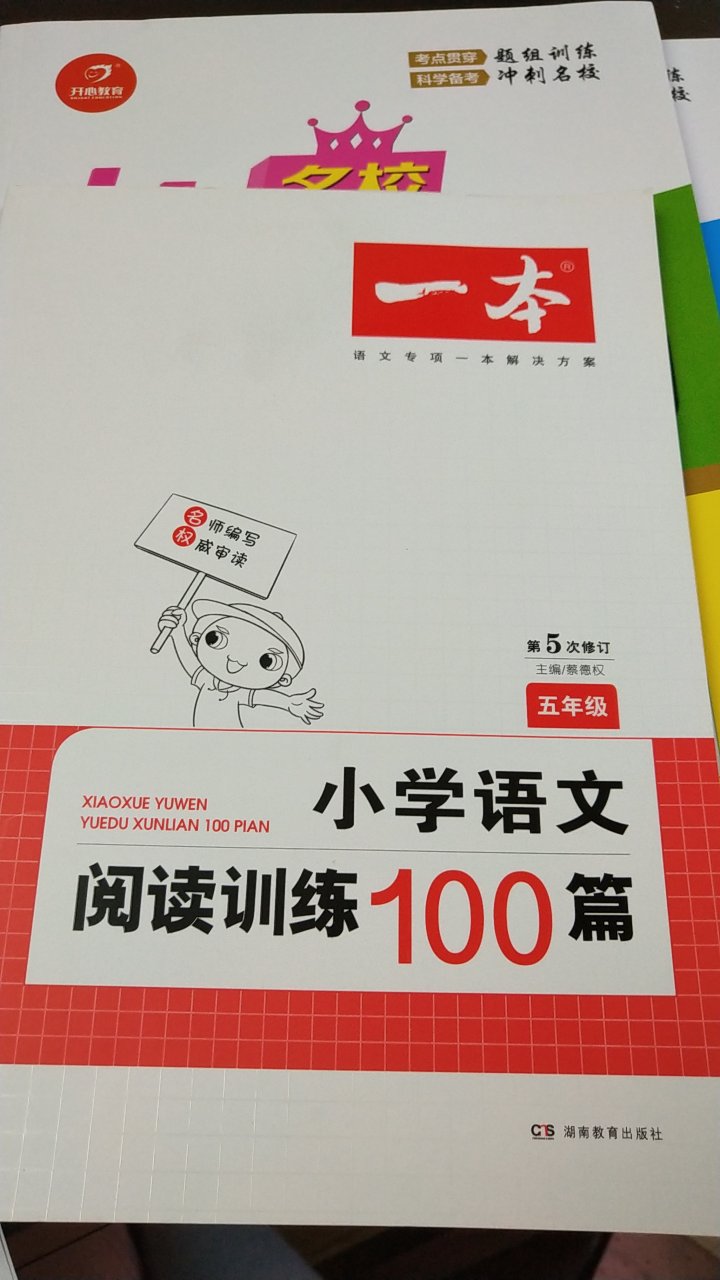 开心教育
考点贯穿 题组训练
科学备考 冲刺名校
练
校
名校
一本®
语文专项一本解决方案
名师编写
权威审读
第5次修订
主编/蔡德权
五年级
XIAOXUE YUWEN
YUEDU XUNLIAN 100 PIAN
小学语文
阅读训练100篇
湖南教育出版社